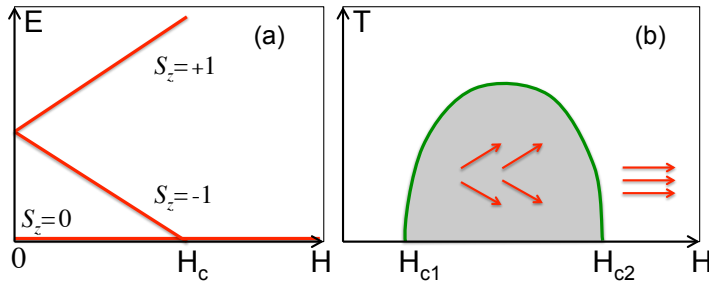 E
(a)
S_z=+1
S_z=-1
S_z=0
0
H_c
H
T
(b)
H_c1
H_c2
H